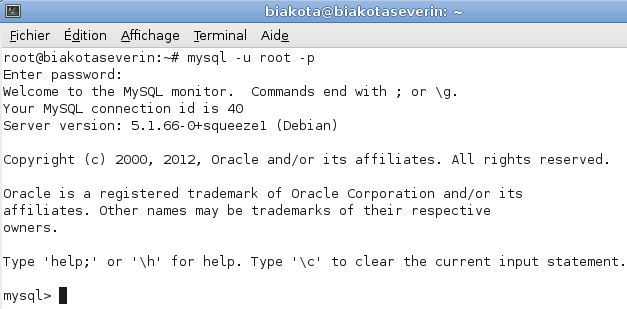 biakota@biakotaseverin: ~
Fichier Édition Affichage Terminal Aide
root@biakotaseverin:~# mysql -u root -p
Enter password:
Welcome to the MySQL monitor.  Commands end with ; or \g.
Your MySQL connection id is 40
Server version: 5.1.66-0+squeeze1 (Debian)
Copyright (c) 2000, 2012, Oracle and/or its affiliates. All rights reserved.
Oracle is a registered trademark of Oracle Corporation and/or its
affiliates. Other names may be trademarks of their respective
owners.
Type 'help;' or '\h' for help. Type '\c' to clear the current input statement.
mysql>